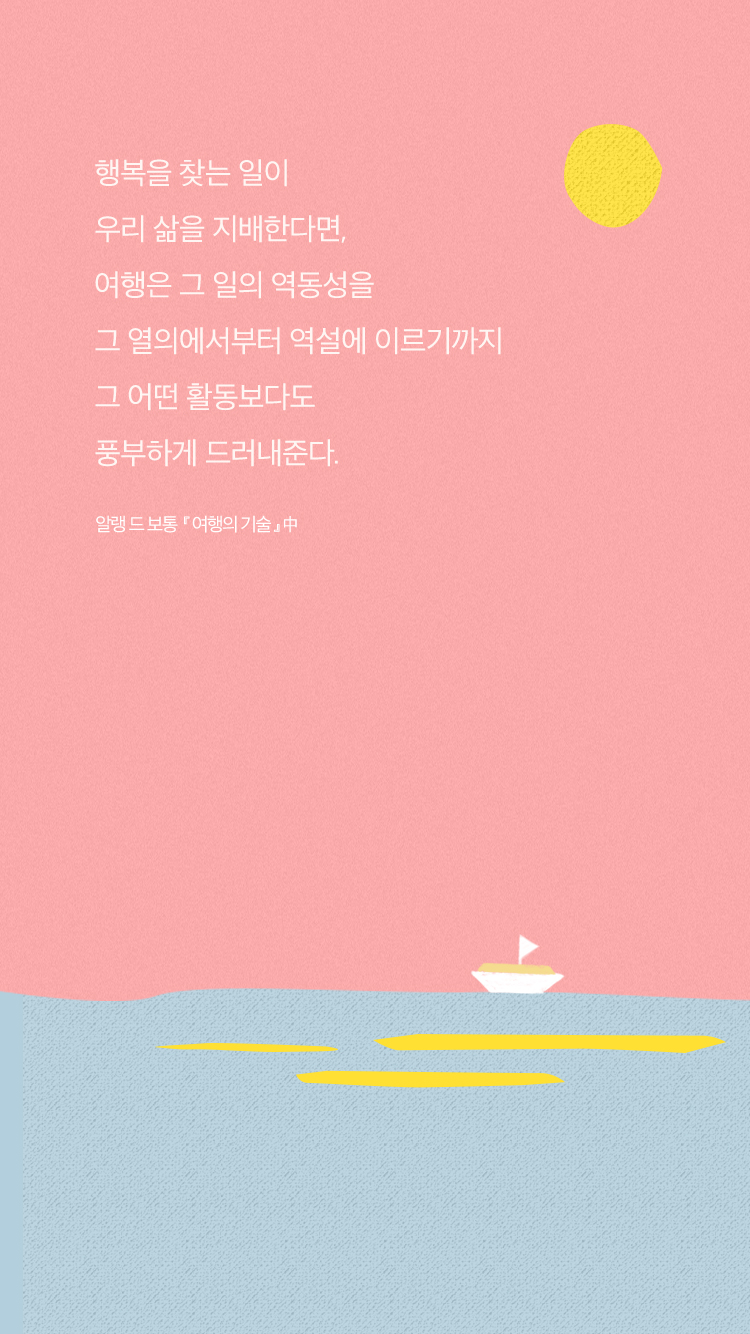 행복을 찾는 일이
우리 삶을 지배한다면,
여행은 그 일의 역동성을
그 열의에서부터 역설에 이르기까지
그 어떤 활동보다도
풍부하게 드러내준다.
알랭 드 보통 『여행의 기술』中